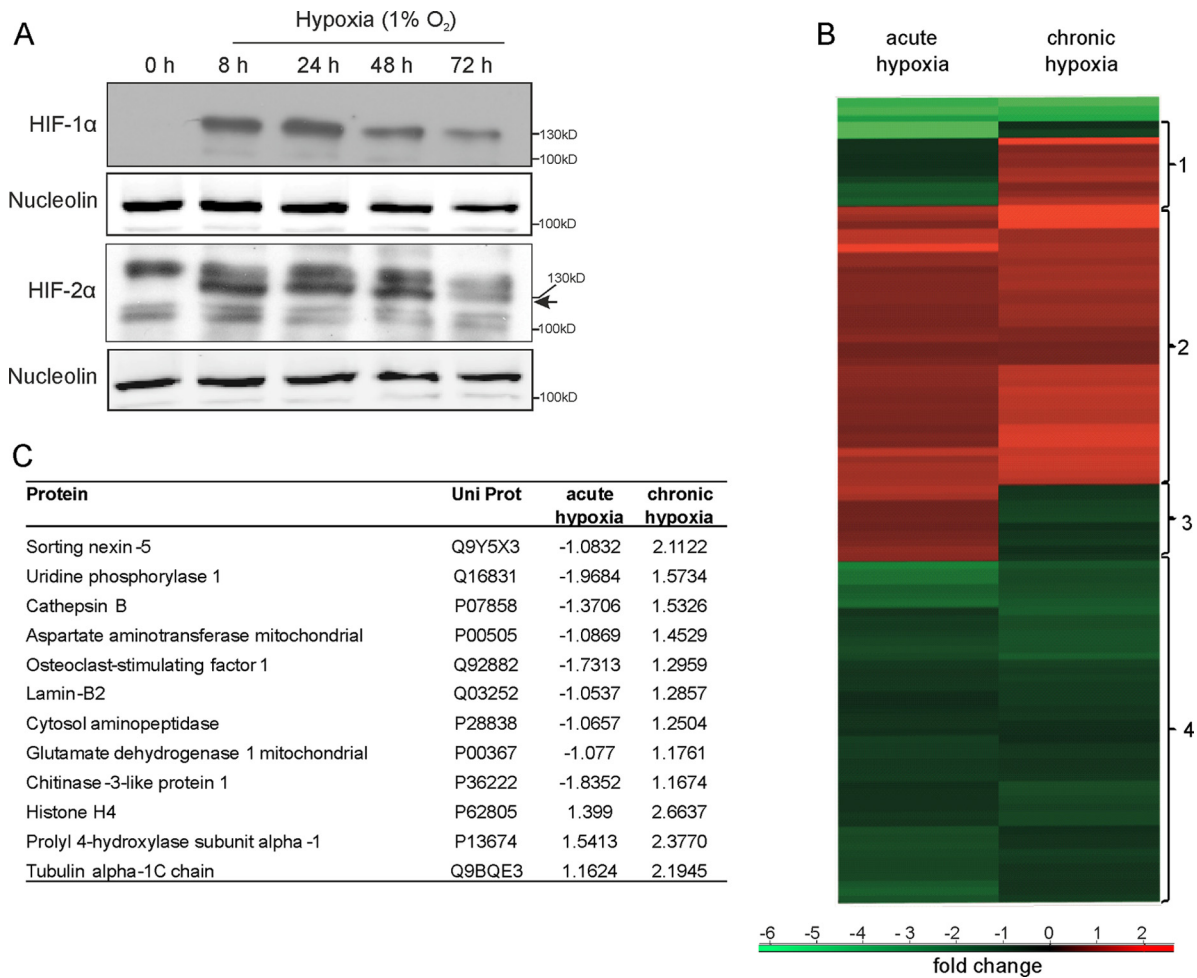 A
Hypoxia (1% O2)
0 h 8 h 24 h 48 h 72 h
HIF-1α
130kD
100kD
Nucleolin
100kD
HIF-2α
130kD
100kD
Nucleolin
100kD
B
acute hypoxia
chronic hypoxia
1
2
3
4
-6 -5 -4 -3 -2 -1 0 1 2
fold change
C
Protein Uni Prot acute hypoxia chronic hypoxia
Sorting nexin-5 Q9Y5X3 -1.0832 2.1122
Uridine phosphorylase 1 Q16831 -1.9684 1.5734
Cathepsin B P07858 -1.3706 1.5326
Aspartate aminotransferase mitochondrial P00505 -1.0869 1.4529
Osteoclast-stimulating factor 1 Q92882 -1.7313 1.2959
Lamin-B2 Q03252 -1.0537 1.2857
Cytosol aminopeptidase P28838 -1.0657 1.2504
Glutamate dehydrogenase 1 mitochondrial P00367 -1.077 1.1761
Chitinase-3-like protein 1 P36222 -1.8352 1.1674
Histone H4 P62805 1.399 2.6637
Prolyl 4-hydroxylase subunit alpha-1 P13674 1.5413 2.3770
Tubulin alpha-1C chain Q9BQE3 1.1624 2.1945